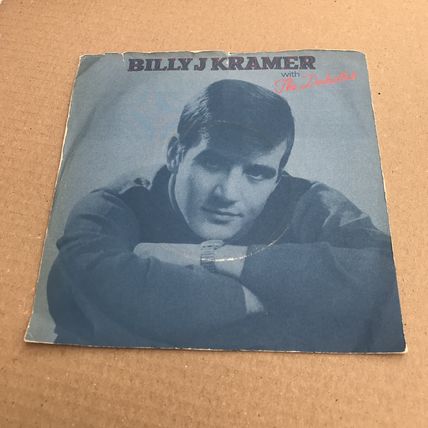 BILLY J KRAMER
with
The Dakotas